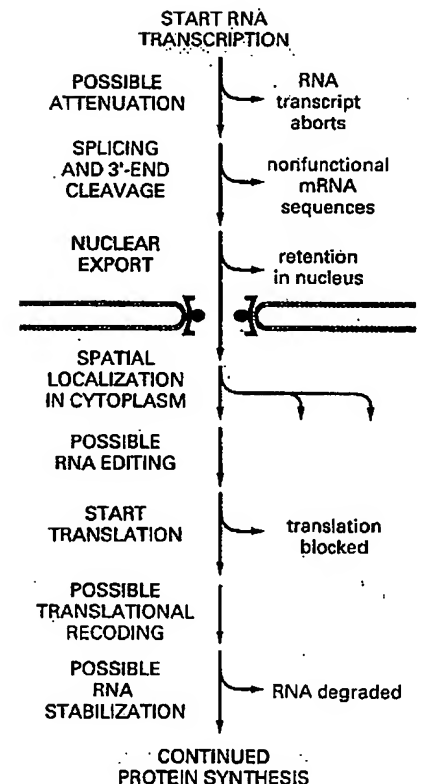 START RNA
TRANSCRIPTION
POSSIBLE
ATTENUATION
RNA
transcript
aborts
SPLICING
AND 3'-END
CLEAVAGE
nonfunctional
mRNA
sequences
NUCLEAR
EXPORT
retention
in nucleus
SPATIAL
LOCALIZATION
IN CYTOPLASM
POSSIBLE
RNA EDITING
START
TRANSLATION
translation
blocked
POSSIBLE
TRANSLATIONAL
RECODING
POSSIBLE
RNA
STABILIZATION
RNA degraded
CONTINUED
PROTEIN SYNTHESIS